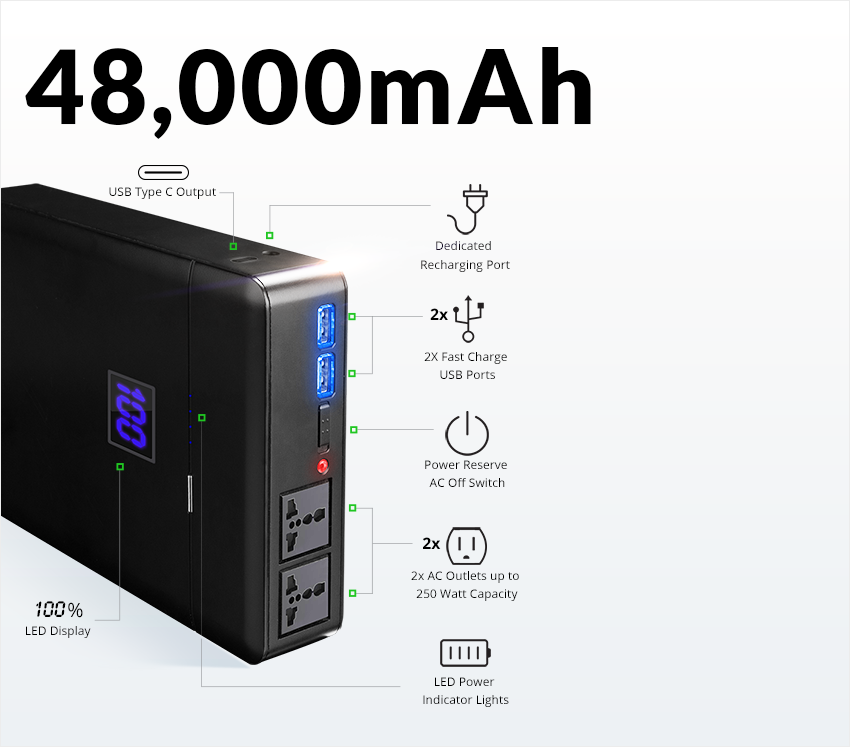 48,000mAh
USB Type C Output
Dedicated
Recharging Port
2x
2X Fast Charge
USB Ports
100
Power Reserve
AC Off Switch
2x
2x AC Outlets up to
250 Watt Capacity
100%
LED Display
LED Power
Indicator Lights